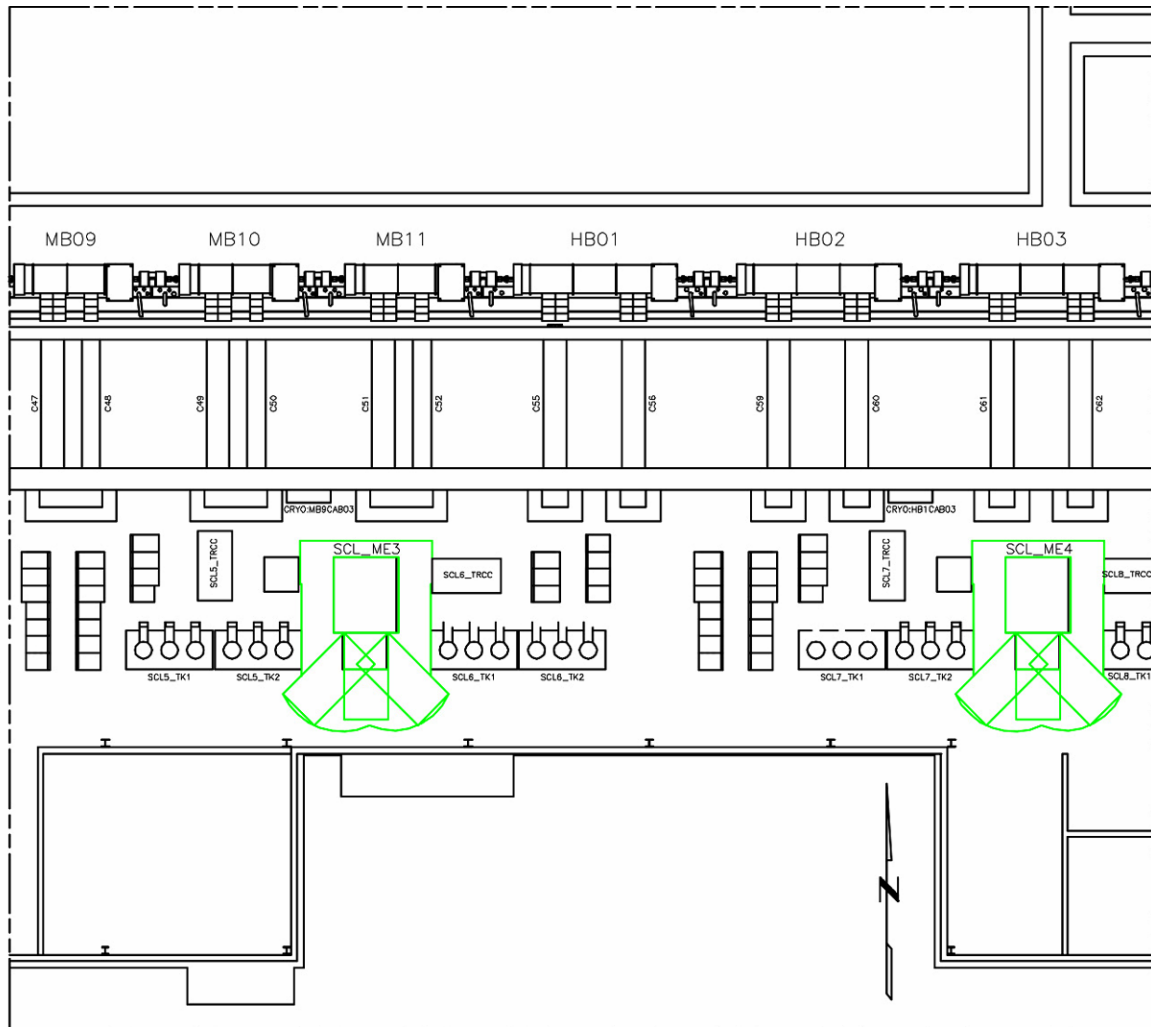 MB09 MB10 MB11 HB01 HB02 HB03
C47 C48 C49 C50 C51 C52 C55 C56 C59 C60 C61 C62
CRYO:MB9CAB03 CRYO:HB1CAB03
SCL_ME3 SCL_ME4
SCL5_TRCC SCL6_TRCC SCL7_TRCC SCL8_TRCC
SCL5_TK1 SCL5_TK2 SCL6_TK1 SCL6_TK2 SCL7_TK1 SCL7_TK2 SCL8_TK1
N